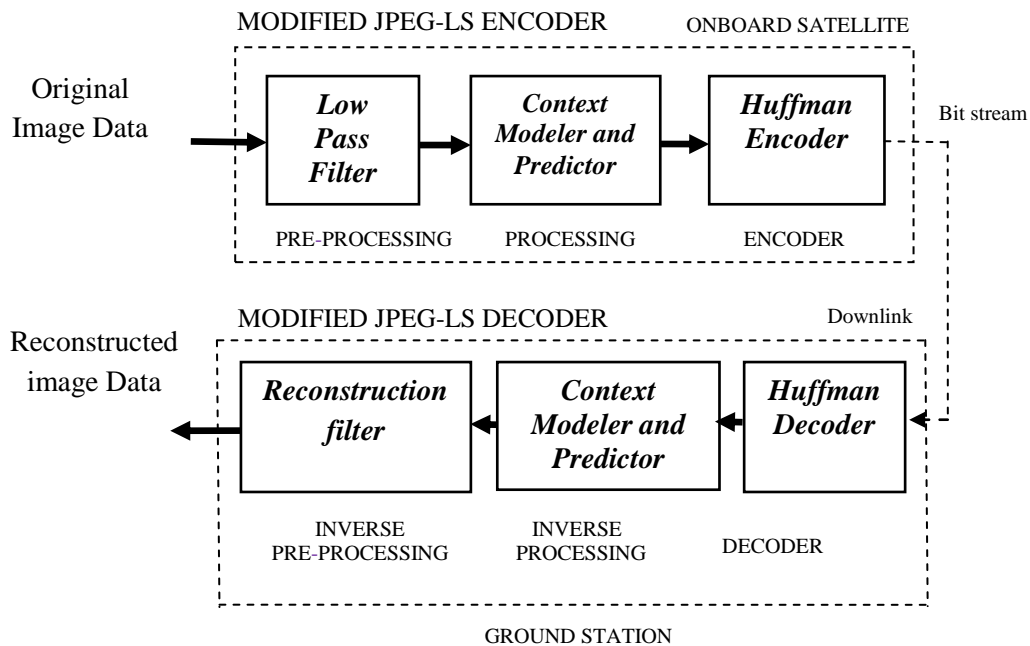 MODIFIED JPEG-LS ENCODER
ONBOARD SATELLITE
Original
Image Data
Low
Pass
Filter
Context
Modeler and
Predictor
Huffman
Encoder
Bit stream
PRE-PROCESSING
PROCESSING
ENCODER
MODIFIED JPEG-LS DECODER
Downlink
Reconstructed
image Data
Reconstruction
filter
Context
Modeler and
Predictor
Huffman
Decoder
INVERSE
PRE-PROCESSING
INVERSE
PROCESSING
DECODER
GROUND STATION